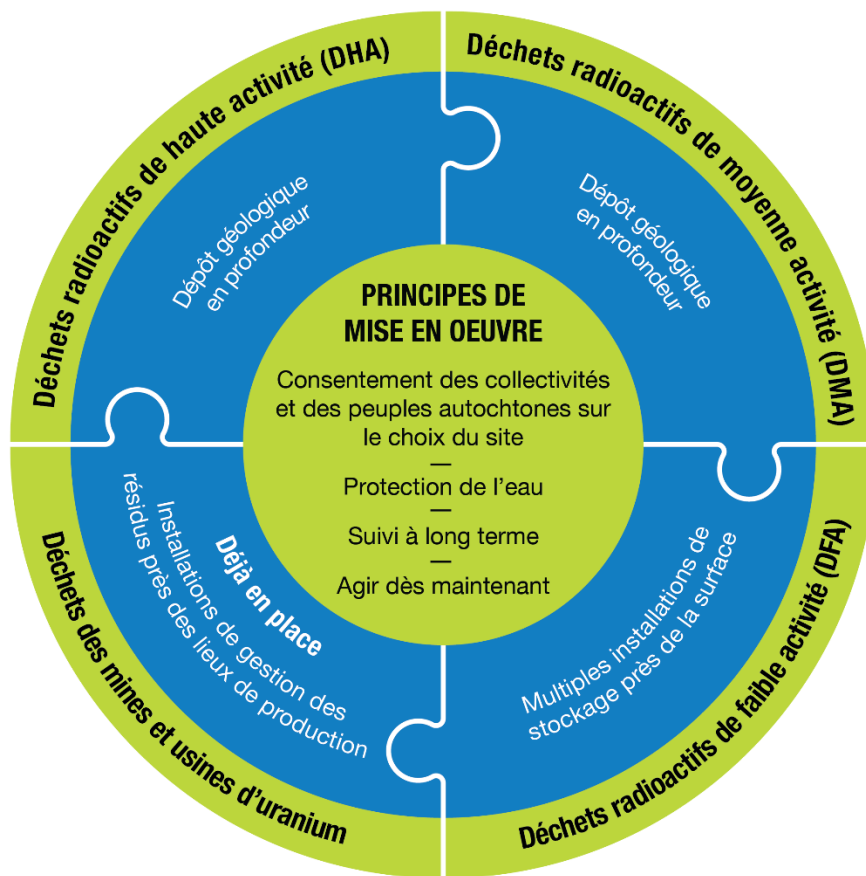 Déchets radioactifs de haute activité (DHA)
Dépôt géologique
en profondeur
Déchets radioactifs de moyenne activité (DMA)
Dépôt géologique
en profondeur
PRINCIPES DE
MISE EN OEUVRE
Consentement des collectivités
et des peuples autochtones sur
le choix du site
—
Protection de l'eau
—
Suivi à long terme
—
Agir dès maintenant
Déchets des mines et usines d'uranium
Déjà en place
Installations de gestion des
résidus près des lieux de production
Multiples installations de
stockage près de la surface
Déchets radioactifs de faible activité (DFA)